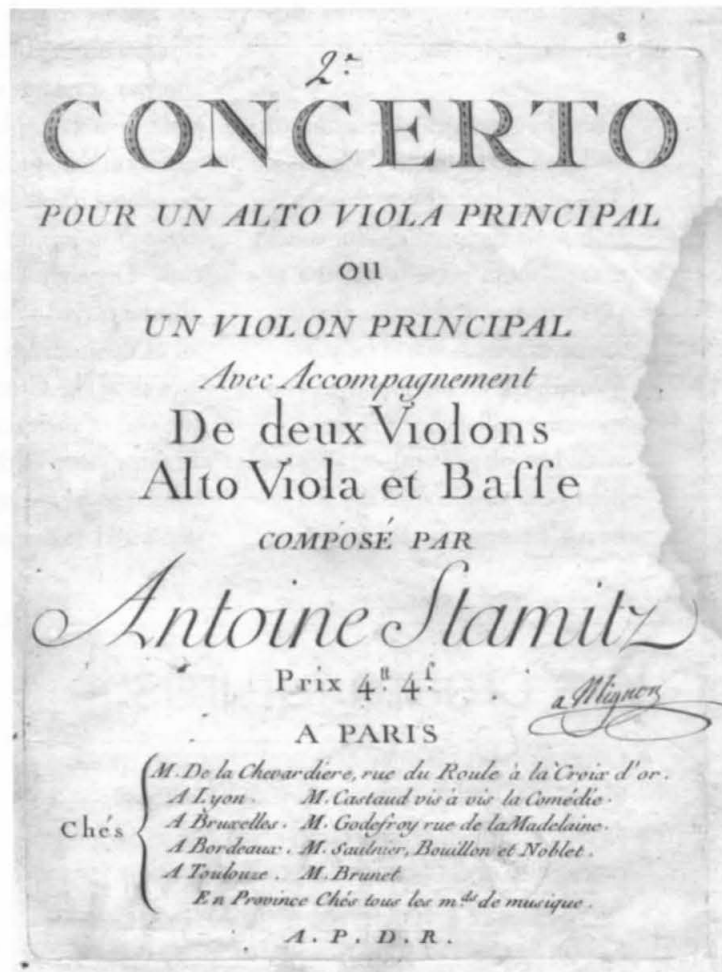 2.e
CONCERTO
POUR UN ALTO VIOLA PRINCIPAL
OU
UN VIOLON PRINCIPAL
Avec Accompagnement
De deux Violons
Alto Viola et Baſſe
COMPOSÉ PAR
Antoine Stamitz
Prix 4.tt 4.ſ
a Mignon
A PARIS
Chés
M. De la Chevardiere, rue du Roule à la Croix d'or.
A Lyon. M. Castaud vis à vis la Comédie.
A Bruxelles. M. Godefroy rue de la Madelaine.
A Bordeaux. M. Saulnier, Bouillon et Noblet.
A Toulouze. M. Brunet
En Province Chés tous les m.ds de musique.
A. P. D. R.